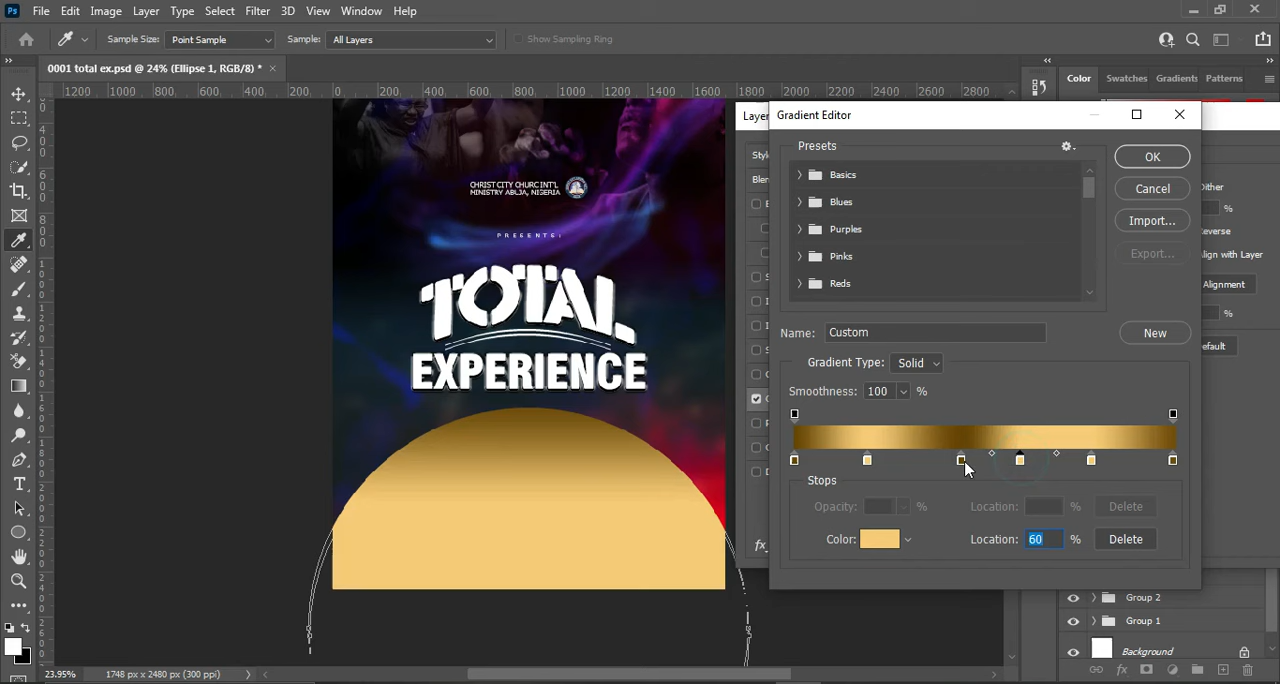 Ps File Edit Image Layer Type Select Filter 3D View Window Help
Sample Size: Point Sample Sample: All Layers Show Sampling Ring
0001 total ex.psd @ 24% (Ellipse 1, RGB/8) *
Color Swatches Gradients Patterns
1200 1000 800 600 400 200 0 200 400 600 800 1000 1200 1400 1600 1800 2000 2200 2400 2600 2800
CHRIST CITY CHURC INT'L
MINISTRY ABUJA, NIGERIA
PRESENTS:
TOTAL
EXPERIENCE
Gradient Editor
Presets
Basics
Blues
Purples
Pinks
Reds
OK
Cancel
Import...
Export...
Name: Custom
New
Gradient Type: Solid
Smoothness: 100 %
Stops
Opacity: % Location: % Delete
Color: Location: 60 % Delete
Dither
%
Reverse
Align with Layer
Alignment
%
fx
Group 2
Group 1
Background
23.95% 1748 px x 2480 px (300 ppi)